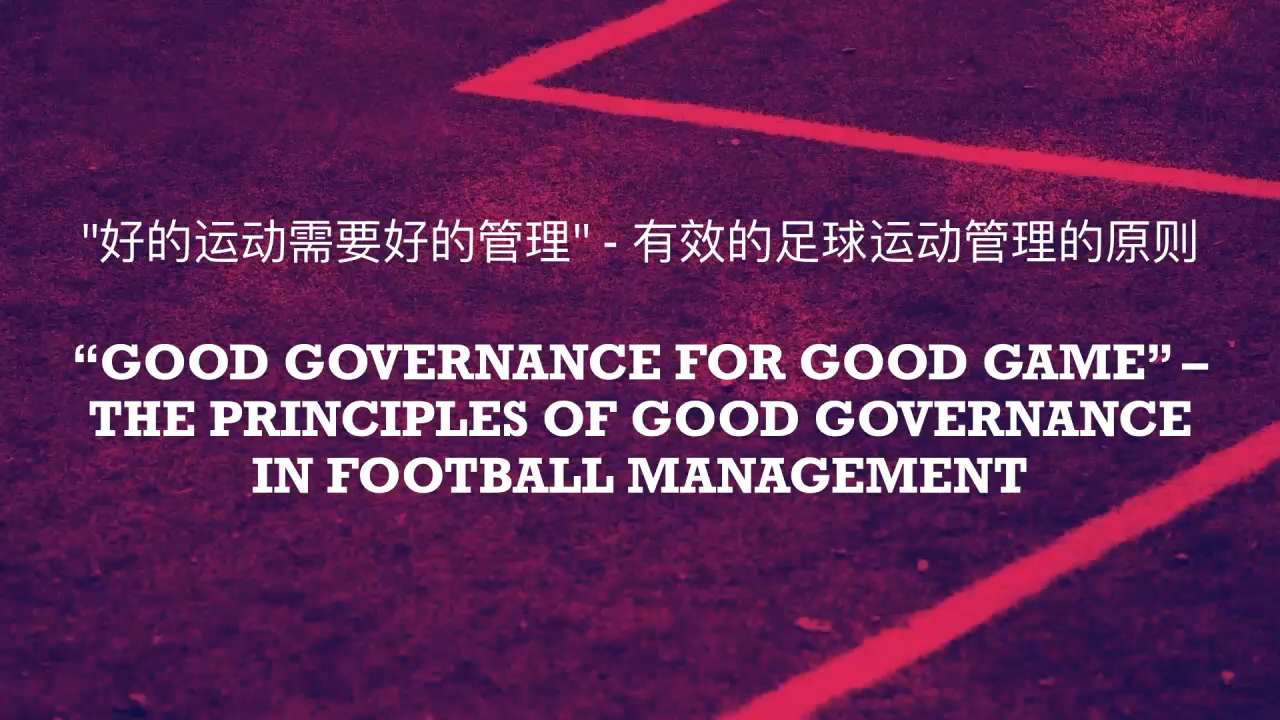 "好的运动需要好的管理" - 有效的足球运动管理的原则
“GOOD GOVERNANCE FOR GOOD GAME” –
THE PRINCIPLES OF GOOD GOVERNANCE
IN FOOTBALL MANAGEMENT